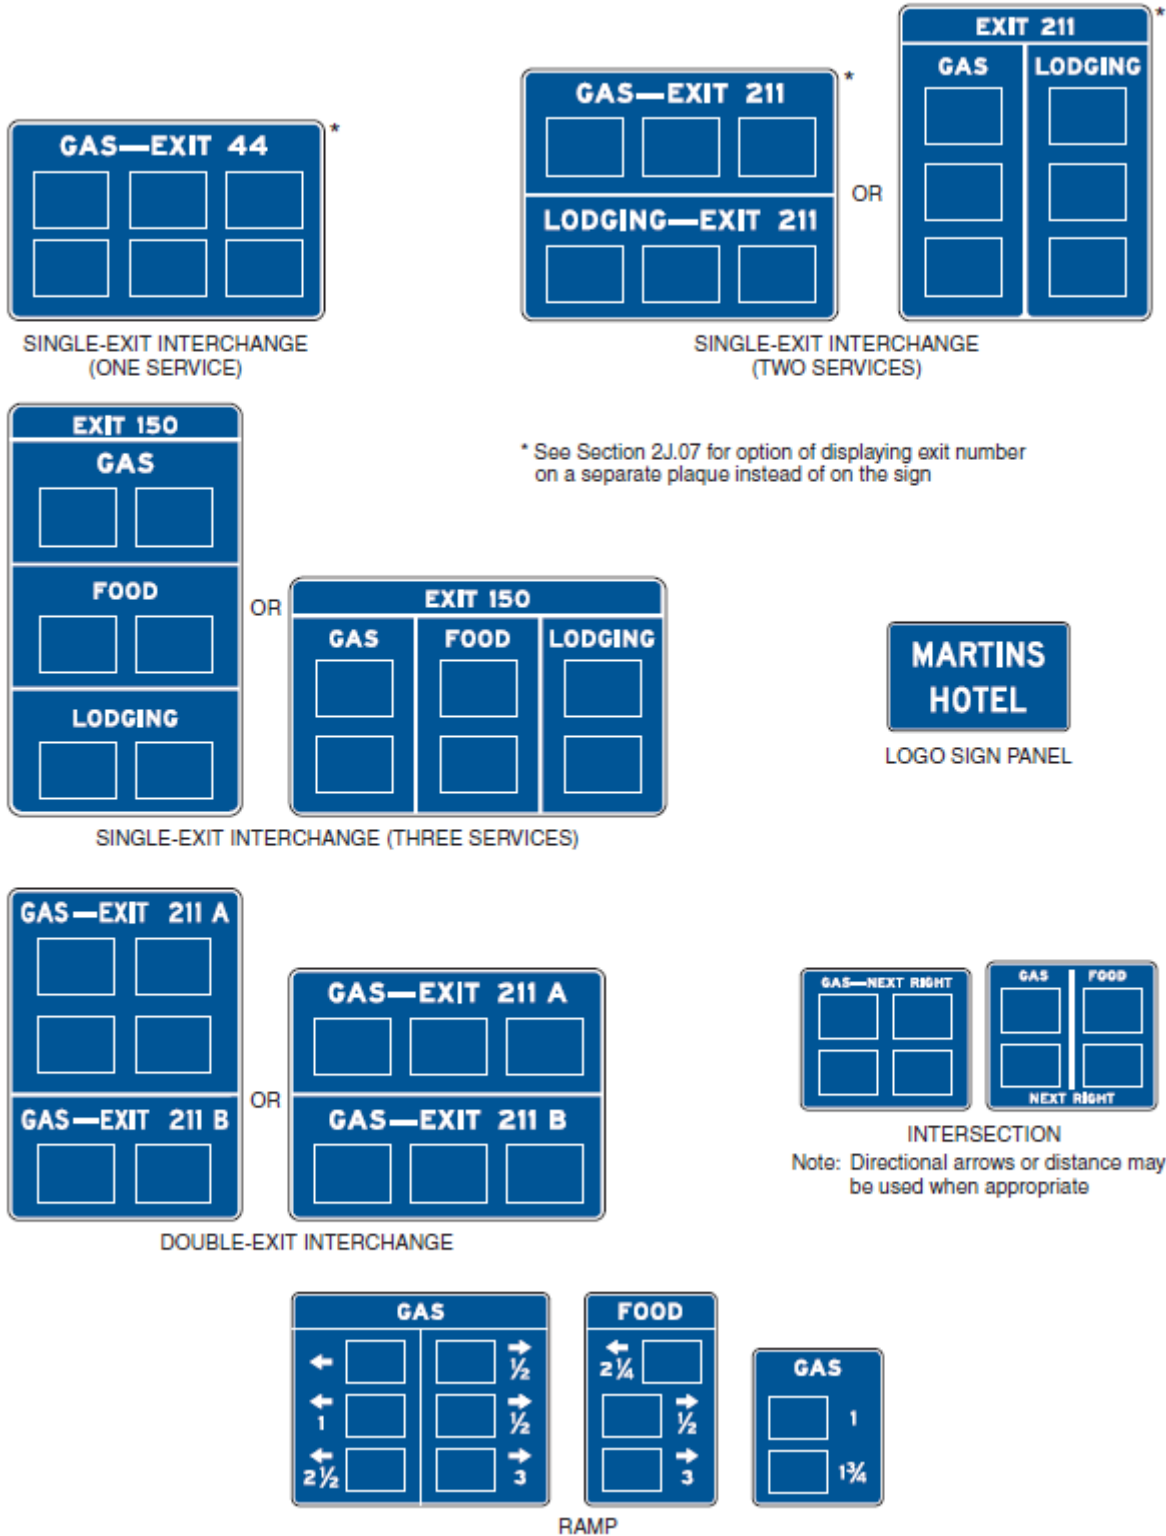 GAS—EXIT 44
*
SINGLE-EXIT INTERCHANGE
(ONE SERVICE)
GAS—EXIT 211
*
LODGING—EXIT 211
OR
EXIT 211
*
GAS
LODGING
SINGLE-EXIT INTERCHANGE
(TWO SERVICES)
* See Section 2J.07 for option of displaying exit number
on a separate plaque instead of on the sign
EXIT 150
GAS
FOOD
LODGING
OR
EXIT 150
GAS FOOD LODGING
SINGLE-EXIT INTERCHANGE (THREE SERVICES)
MARTINS
HOTEL
LOGO SIGN PANEL
GAS—EXIT 211 A
GAS—EXIT 211 B
OR
GAS—EXIT 211 A
GAS—EXIT 211 B
DOUBLE-EXIT INTERCHANGE
GAS—NEXT RIGHT
GAS FOOD
NEXT RIGHT
INTERSECTION
Note: Directional arrows or distance may
be used when appropriate
GAS
← → ½
← 1 → ½
← 2½ → 3
FOOD
← 2¼
→ ½
→ 3
GAS
1
1¾
RAMP